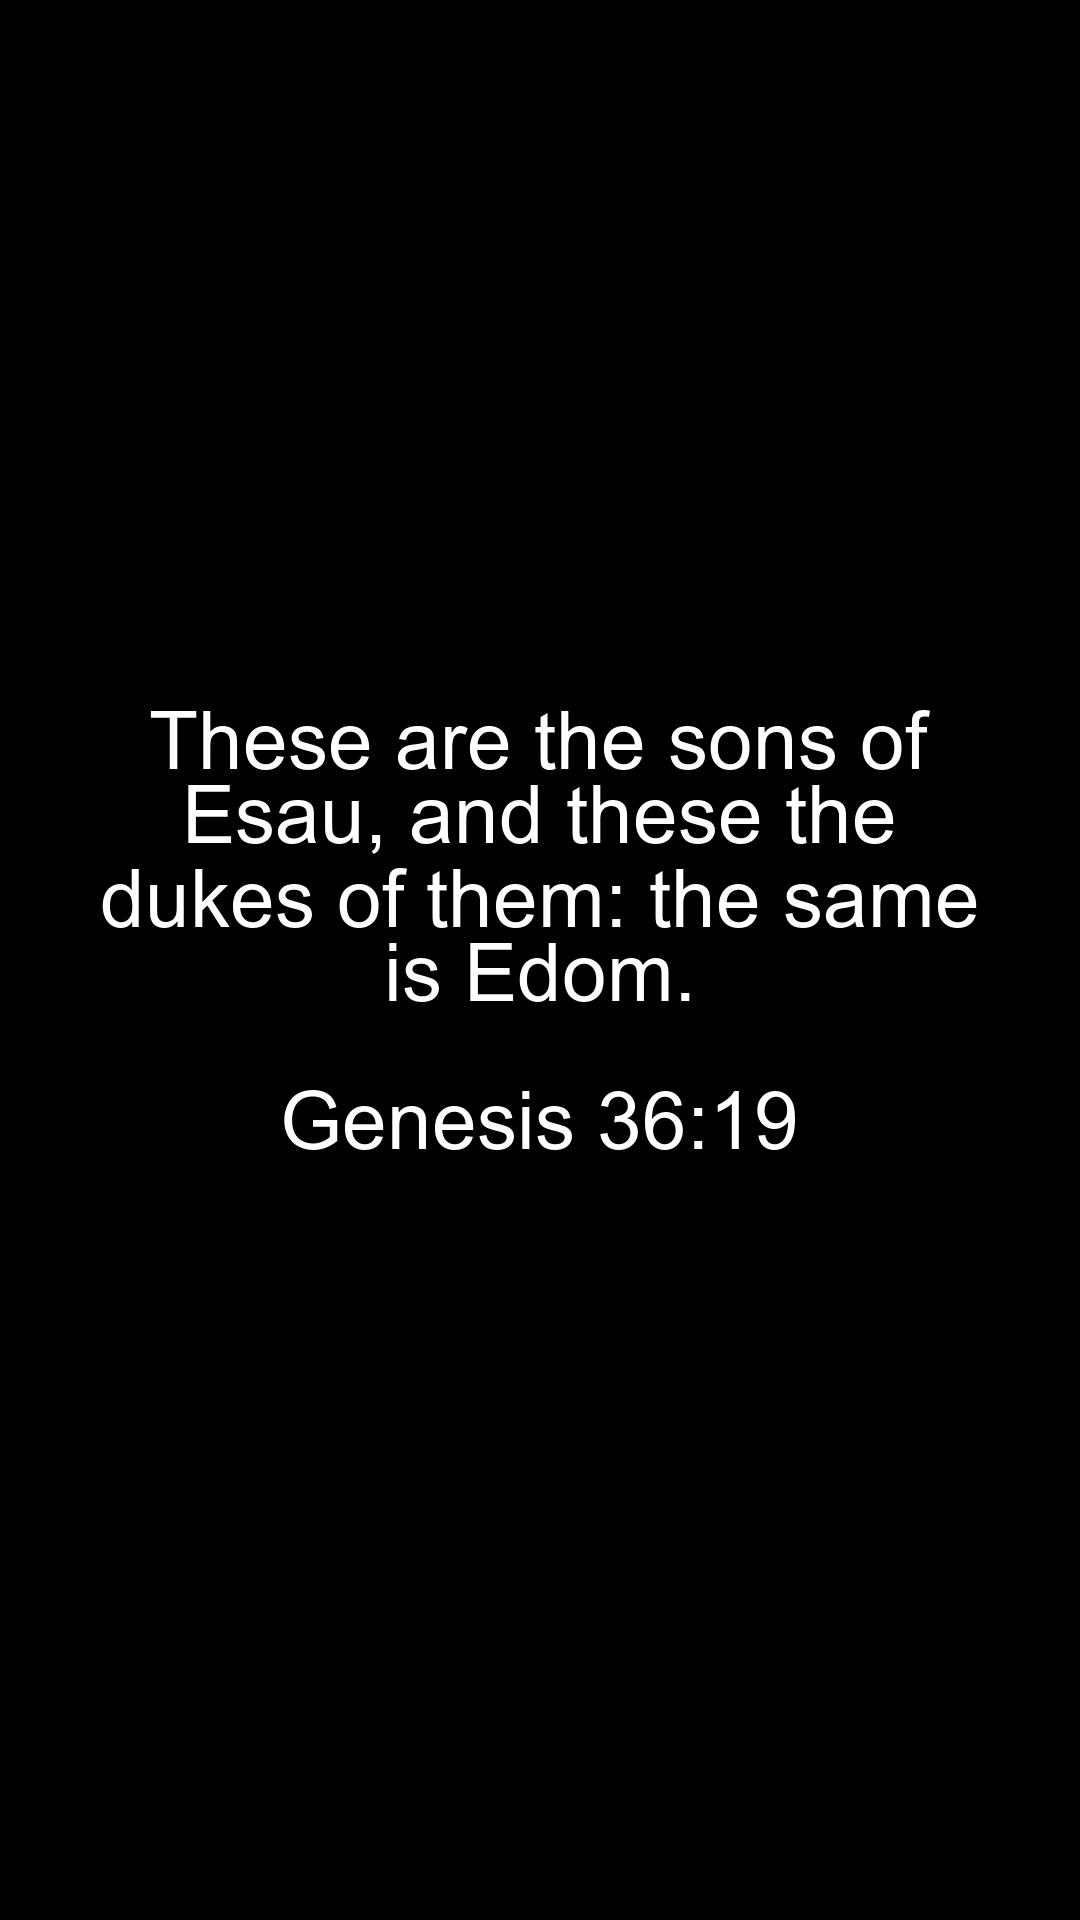 These are the sons of
Esau, and these the
dukes of them: the same
is Edom.
Genesis 36:19